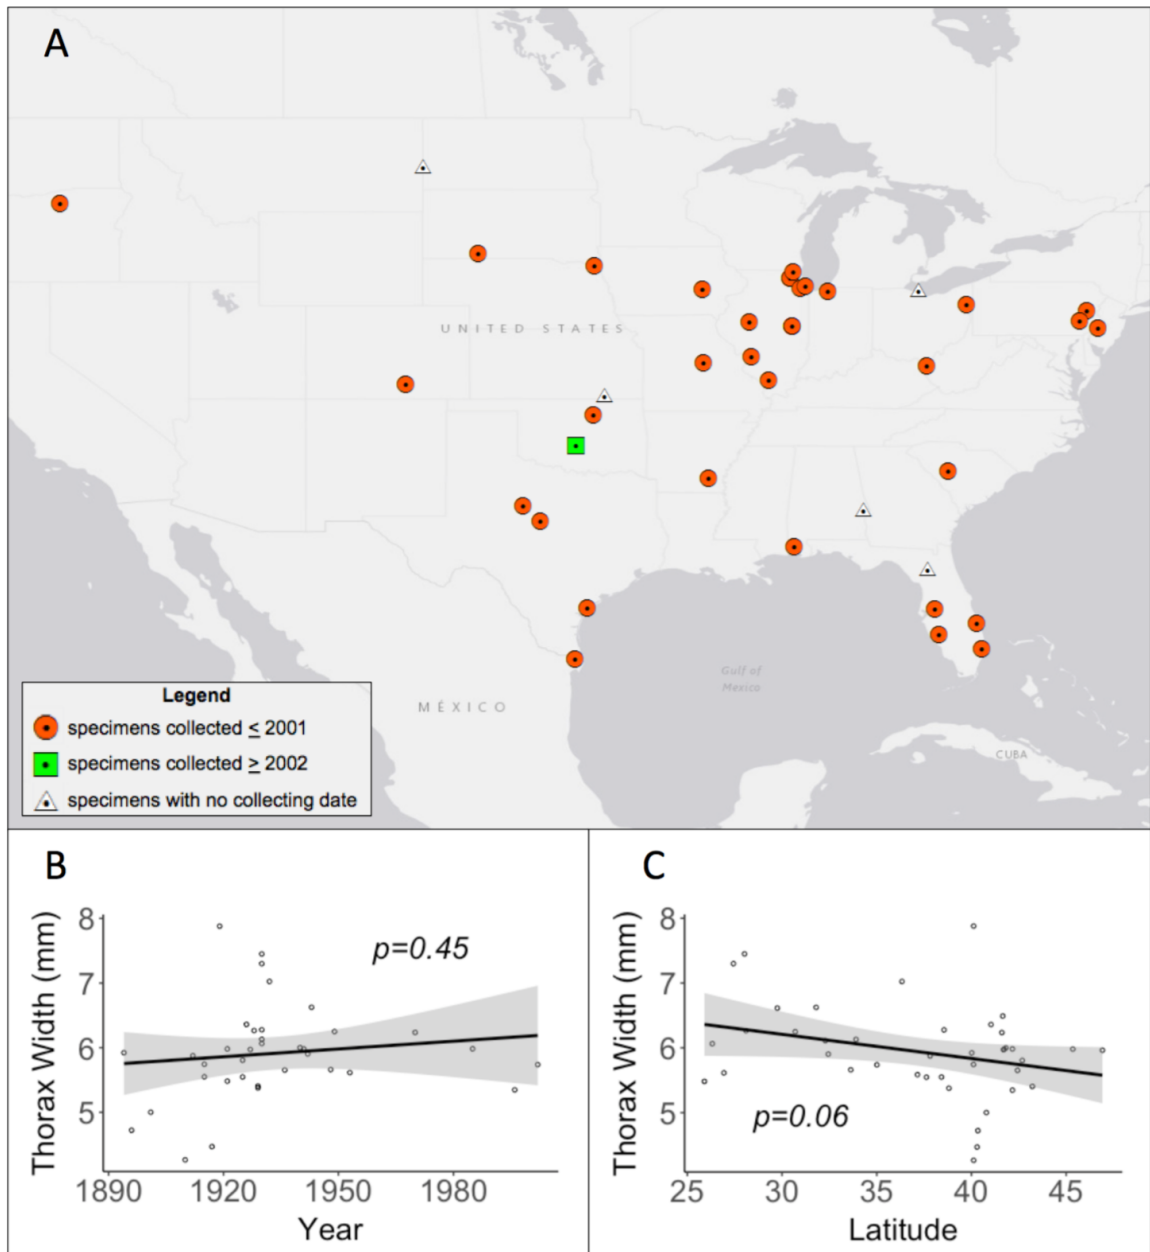 A
UNITED STATES
Gulf of
Mexico
MÉXICO
CUBA
Legend
specimens collected ≤ 2001
specimens collected ≥ 2002
specimens with no collecting date
B
8
7
6
5
Thorax Width (mm)
p=0.45
1890 1920 1950 1980
Year
C
8
7
6
5
Thorax Width (mm)
p=0.06
25 30 35 40 45
Latitude